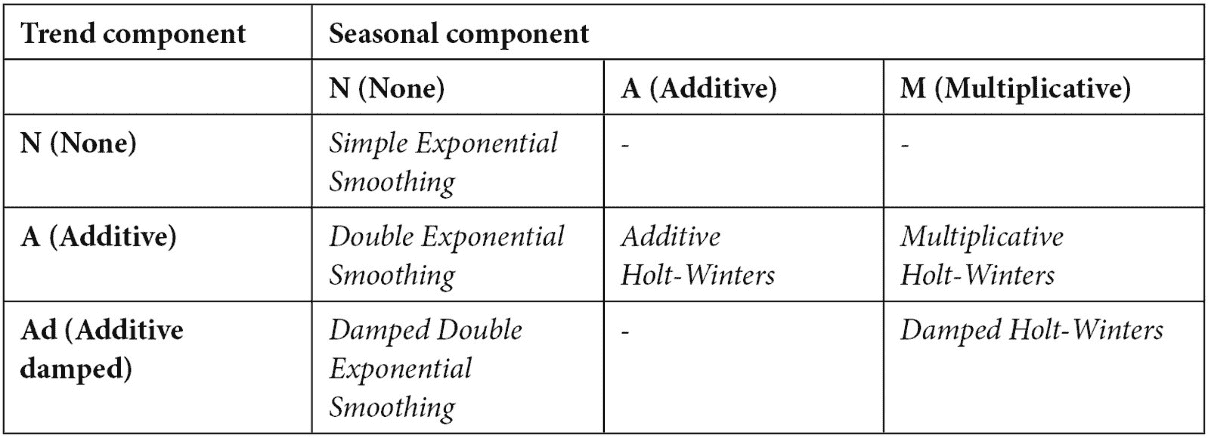 Trend component Seasonal component
N (None) A (Additive) M (Multiplicative)
N (None) Simple Exponential - -
Smoothing
A (Additive) Double Exponential Additive Multiplicative
Smoothing Holt-Winters Holt-Winters
Ad (Additive Damped Double - Damped Holt-Winters
damped) Exponential
Smoothing